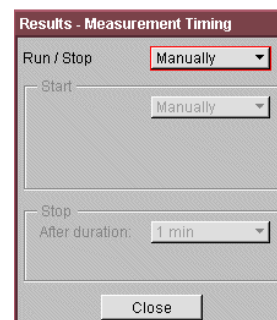 Results - Measurement Timing
Run / Stop Manually
Start
Manually
Stop
After duration: 1 min
Close